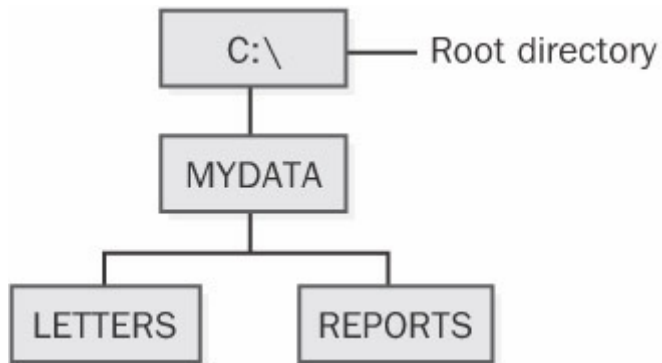 C:\
Root directory
MYDATA
LETTERS
REPORTS